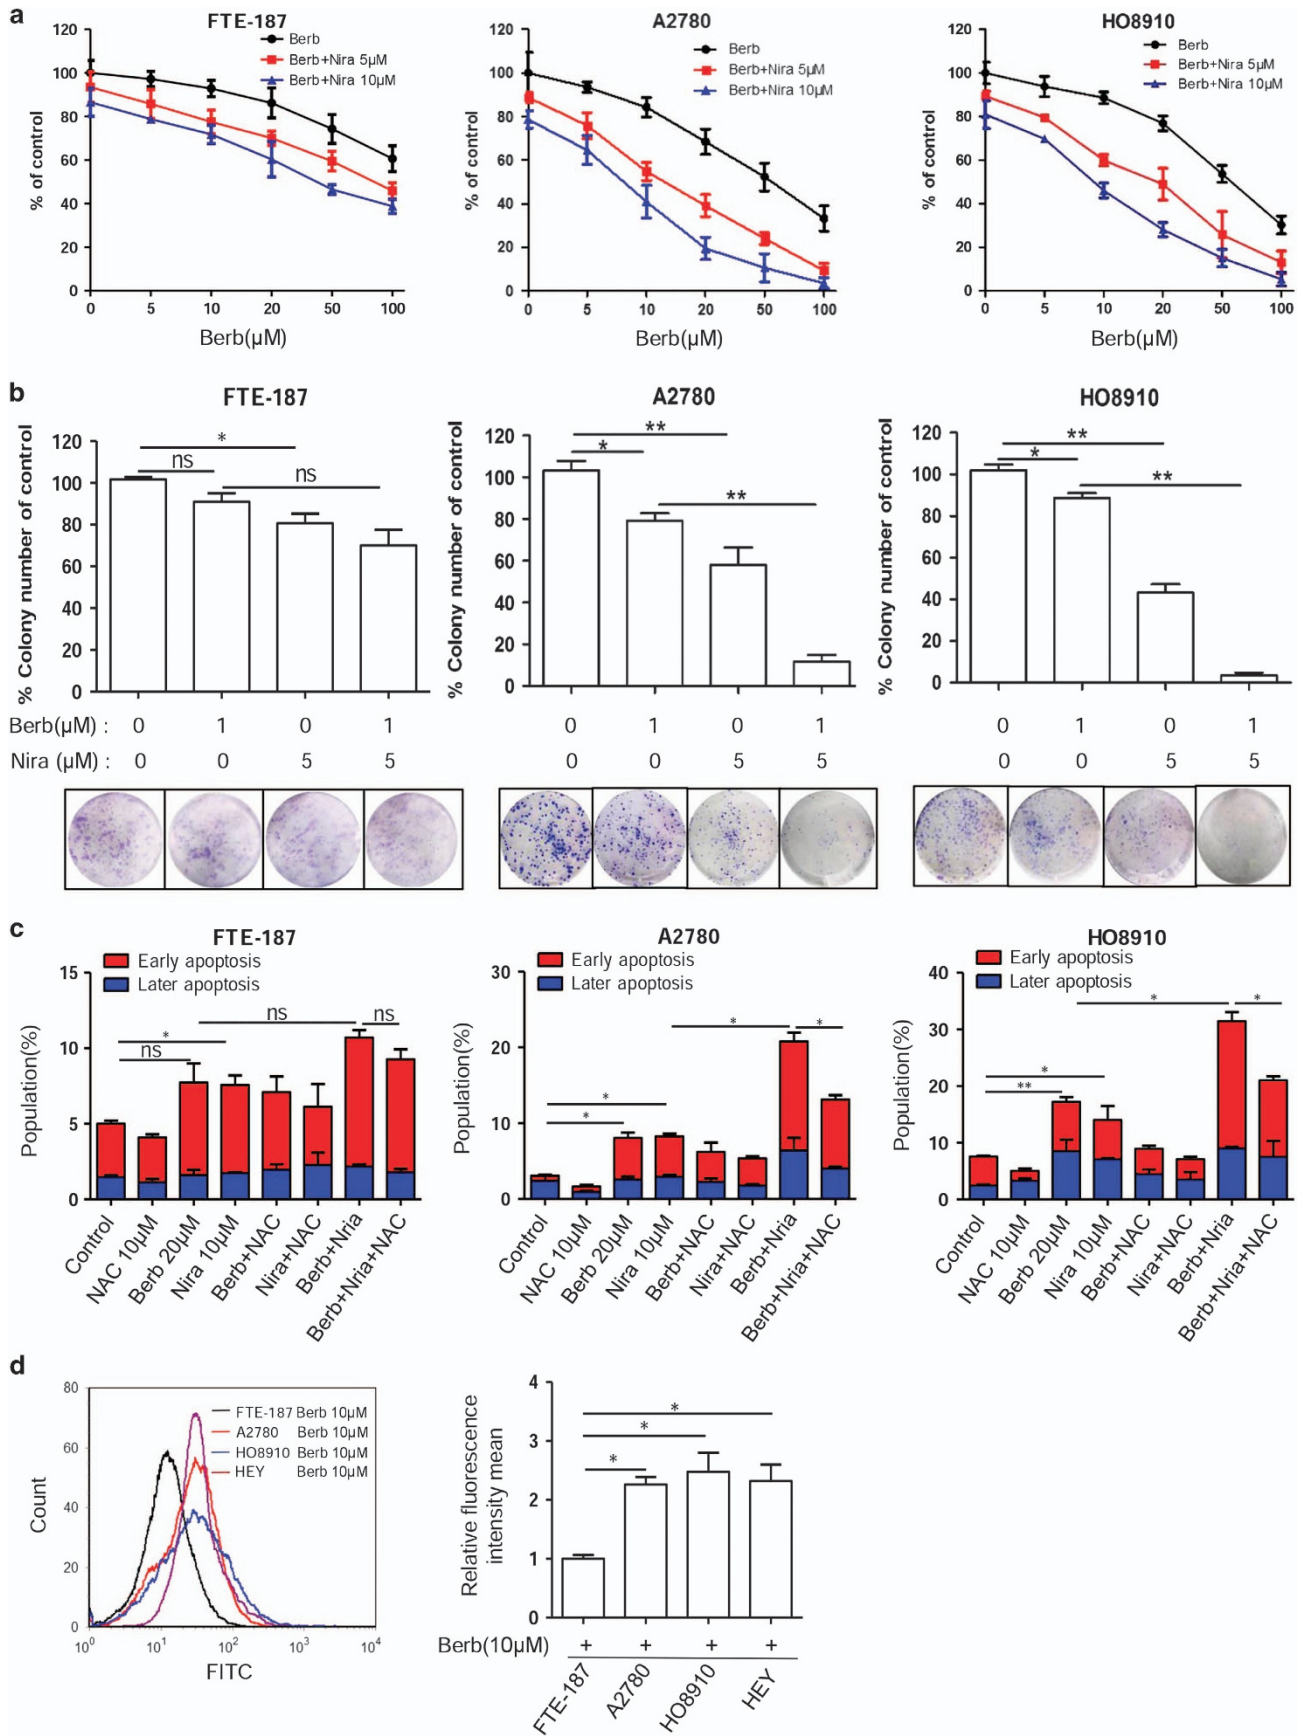 a
FTE-187
A2780
HO8910
Berb
Berb+Nira 5µM
Berb+Nira 10µM
Berb
Berb+Nira 5µM
Berb+Nira 10µM
Berb
Berb+Nira 5µM
Berb+Nira 10µM
% of control
120
100
80
60
40
20
0
% of control
120
100
80
60
40
20
0
% of control
120
100
80
60
40
20
0
0 5 10 20 50 100
0 5 10 20 50 100
0 5 10 20 50 100
Berb(µM)
Berb(µM)
Berb(µM)
b
FTE-187
A2780
HO8910
% Colony number of control
120
100
80
60
40
20
0
*
ns
ns
% Colony number of control
120
100
80
60
40
20
0
**
*
**
% Colony number of control
120
100
80
60
40
20
0
**
*
**
Berb(µM) : 0 1 0 1 0 1 0 1 0 1 0 1
Nira (µM) : 0 0 5 5 0 0 5 5 0 0 5 5
c
FTE-187
A2780
HO8910
Early apoptosis
Later apoptosis
Early apoptosis
Later apoptosis
Early apoptosis
Later apoptosis
Population(%)
15
10
5
0
ns
ns
*
ns
Population(%)
30
20
10
0
*
*
*
*
Population(%)
40
30
20
10
0
*
*
*
**
Control
NAC 10µM
Berb 20µM
Nira 10µM
Berb+NAC
Nira+NAC
Berb+Nria
Berb+Nria+NAC
Control
NAC 10µM
Berb 20µM
Nira 10µM
Berb+NAC
Nira+NAC
Berb+Nria
Berb+Nria+NAC
Control
NAC 10µM
Berb 20µM
Nira 10µM
Berb+NAC
Nira+NAC
Berb+Nria
Berb+Nria+NAC
d
Count
80
60
40
20
0
FTE-187 Berb 10µM
A2780 Berb 10µM
HO8910 Berb 10µM
HEY Berb 10µM
10⁰ 10¹ 10² 10³ 10⁴
FITC
Relative fluorescence
intensity mean
4
3
2
1
0
*
*
*
Berb(10µM) + + + +
FTE-187
A2780
HO8910
HEY